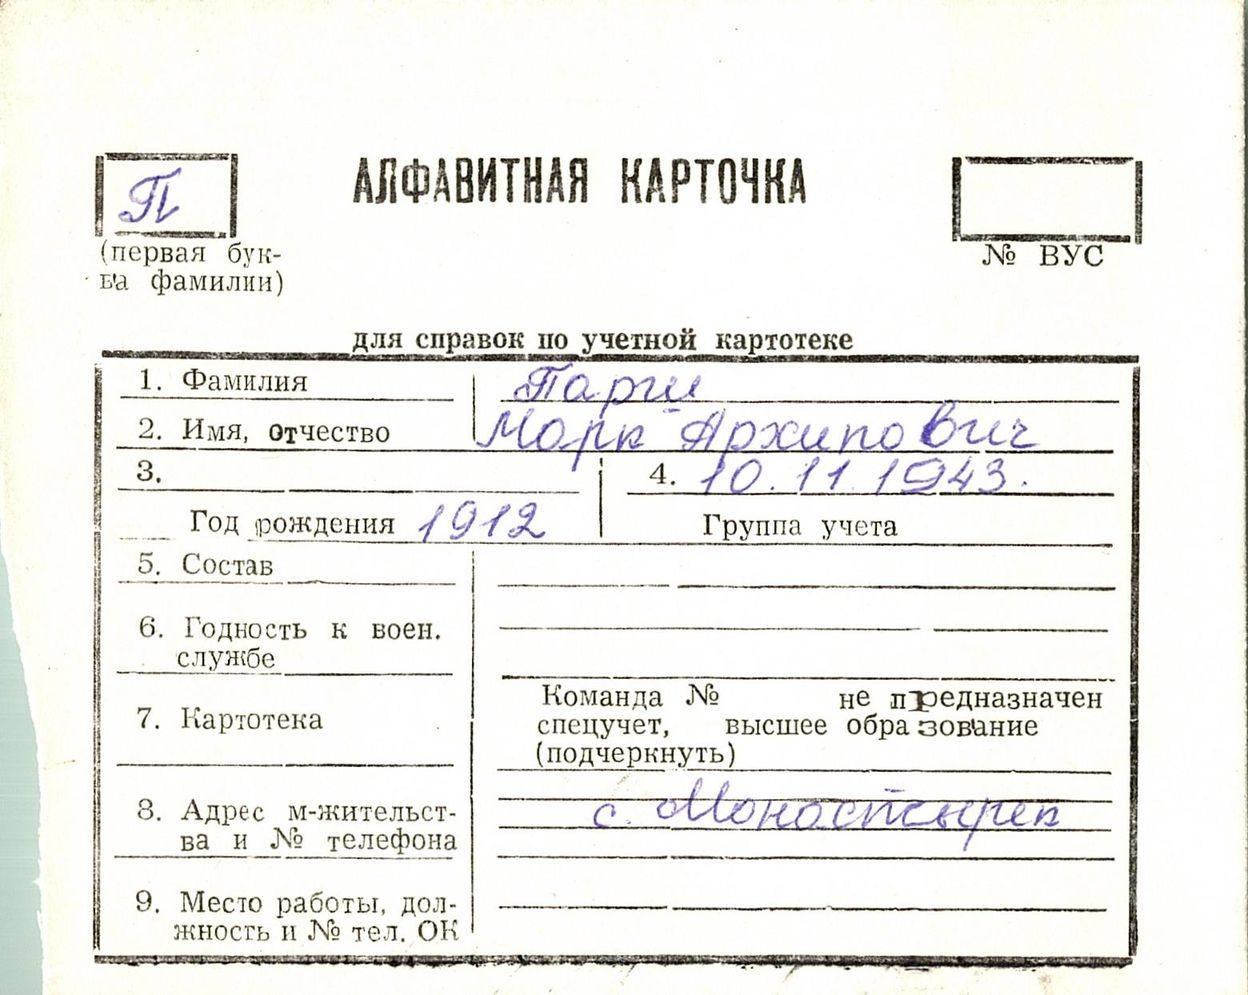 П
АЛФАВИТНАЯ КАРТОЧКА
(первая бук-
ва фамилии)
№ ВУС
для справок по учетной картотеке
1. Фамилия Парги
2. Имя, отчество Марк Архипович
3. 4. 10.11.1943.
Год рождения 1912 Группа учета
5. Состав
6. Годность к воен.
службе
7. Картотека
Команда № не предназначен
спецучет, высшее образование
(подчеркнуть)
8. Адрес м-жительст-
ва и № телефона
с. Монастырек
9. Место работы, дол-
жность и № тел. ОК